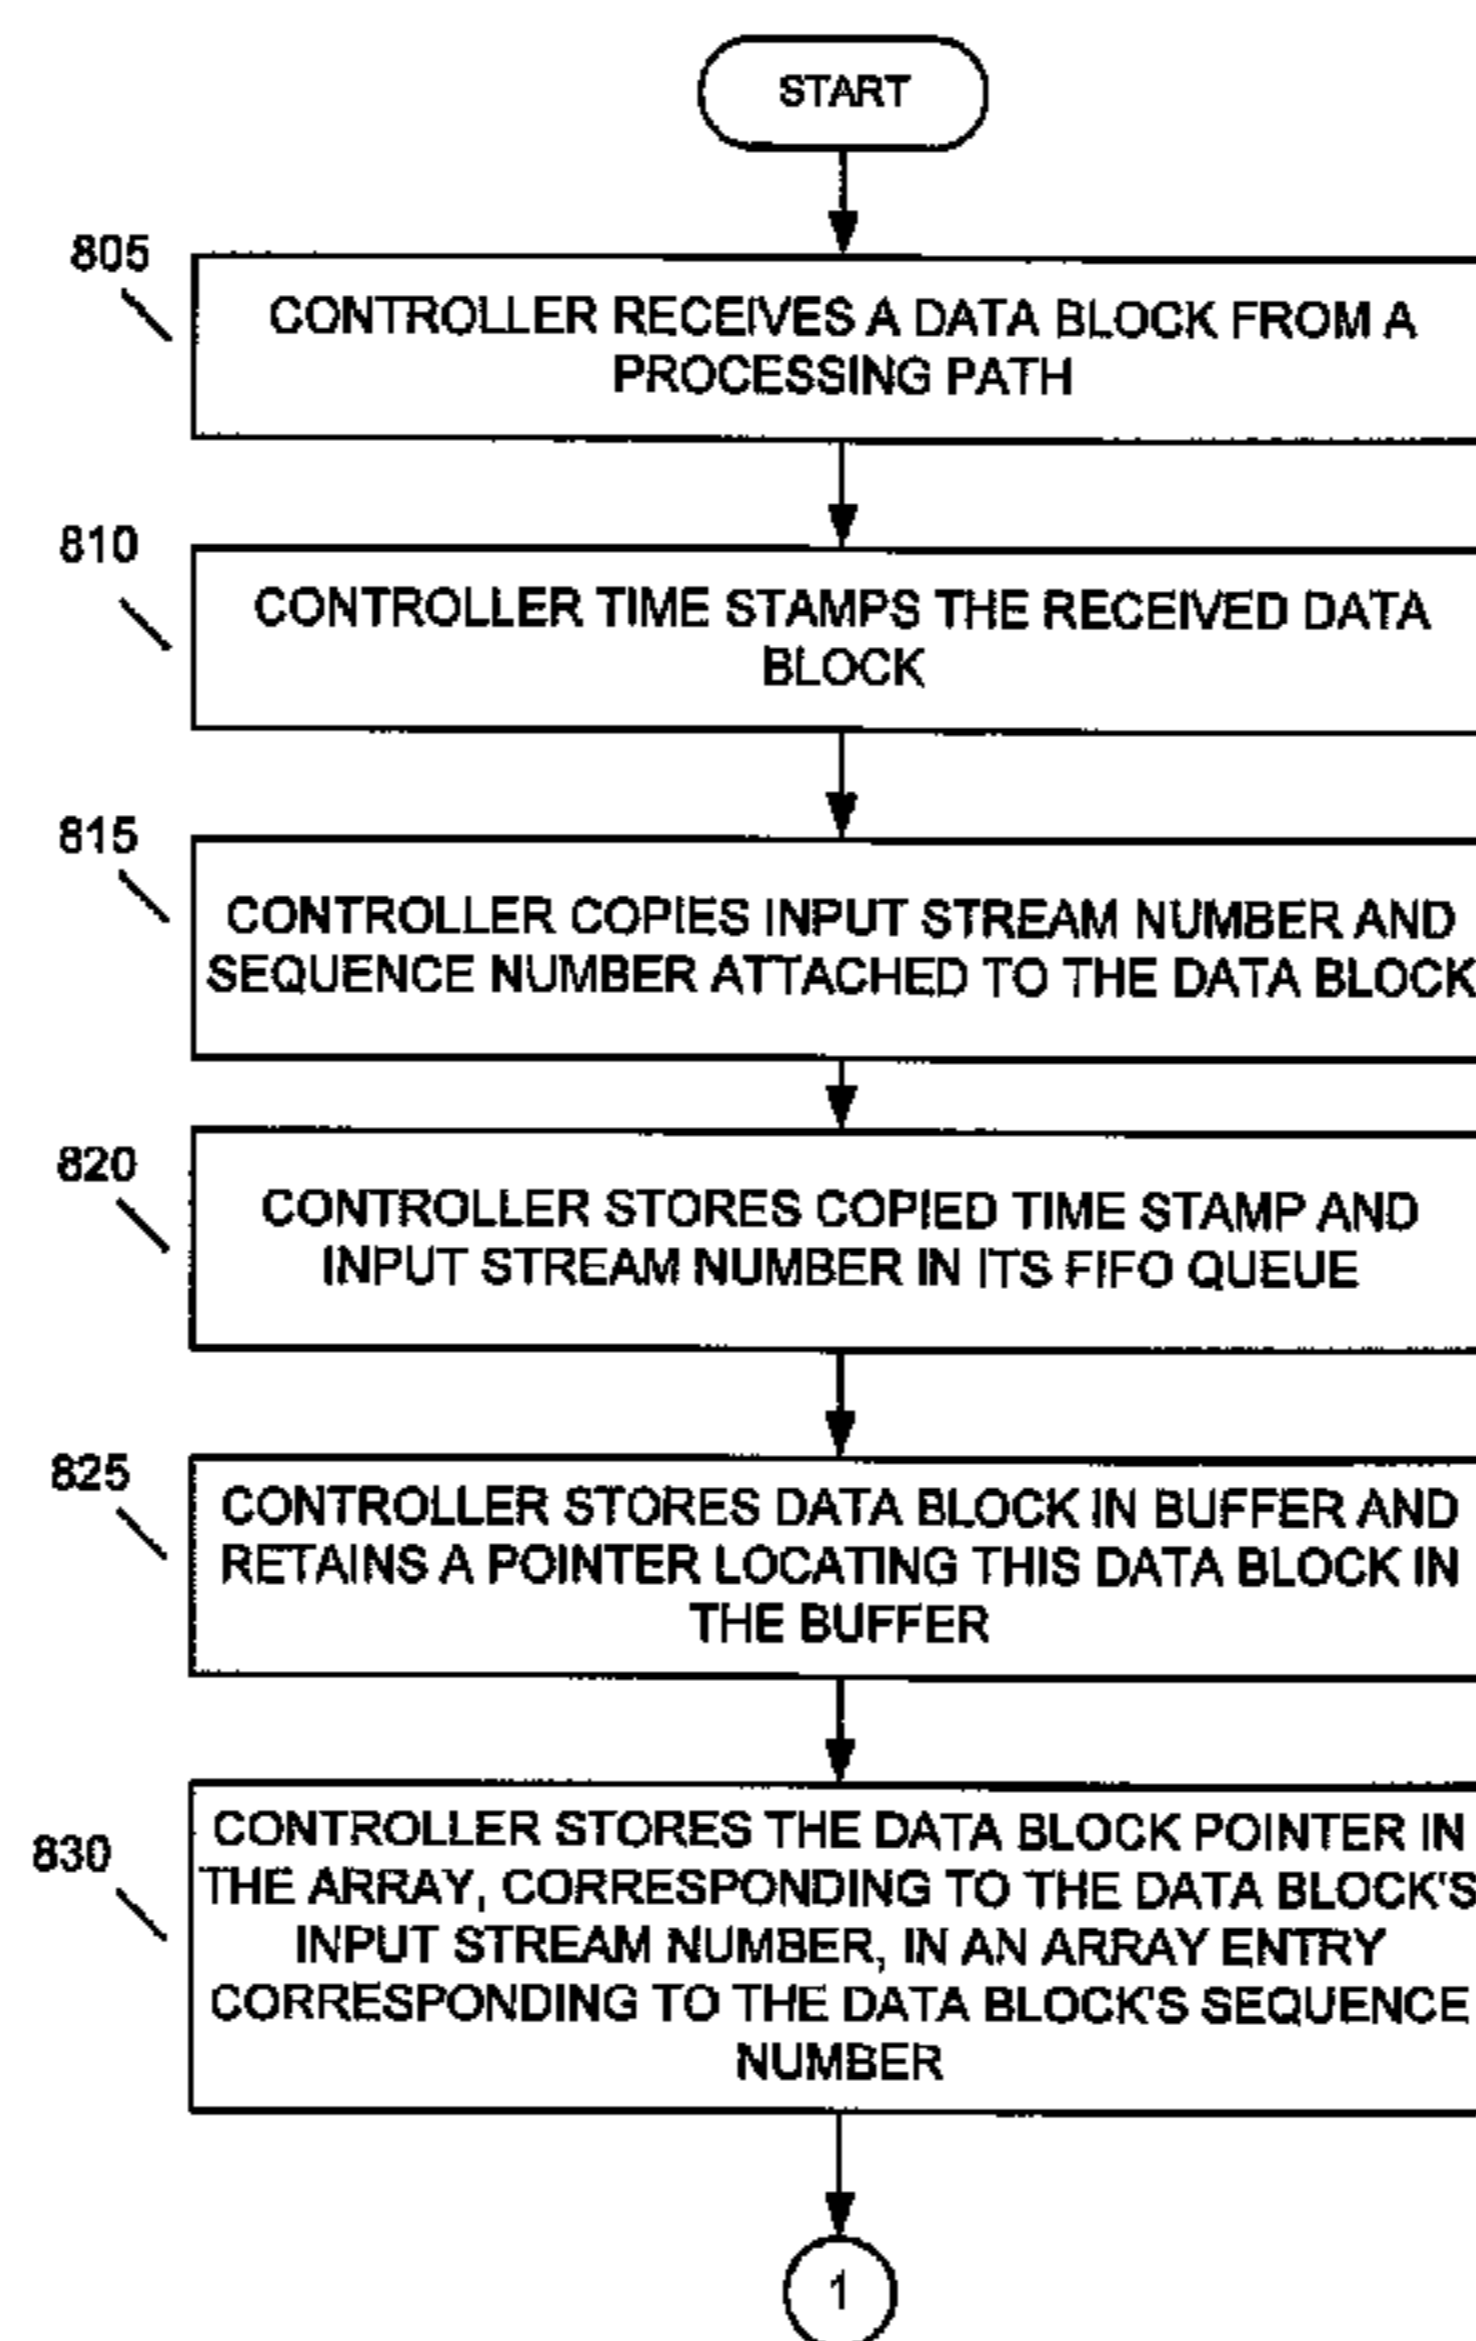 START
805
CONTROLLER RECEIVES A DATA BLOCK FROM A
PROCESSING PATH
810
CONTROLLER TIME STAMPS THE RECEIVED DATA
BLOCK
815
CONTROLLER COPIES INPUT STREAM NUMBER AND
SEQUENCE NUMBER ATTACHED TO THE DATA BLOCK
820
CONTROLLER STORES COPIED TIME STAMP AND
INPUT STREAM NUMBER IN ITS FIFO QUEUE
825
CONTROLLER STORES DATA BLOCK IN BUFFER AND
RETAINS A POINTER LOCATING THIS DATA BLOCK IN
THE BUFFER
830
CONTROLLER STORES THE DATA BLOCK POINTER IN
THE ARRAY, CORRESPONDING TO THE DATA BLOCK'S
INPUT STREAM NUMBER, IN AN ARRAY ENTRY
CORRESPONDING TO THE DATA BLOCK'S SEQUENCE
NUMBER
1